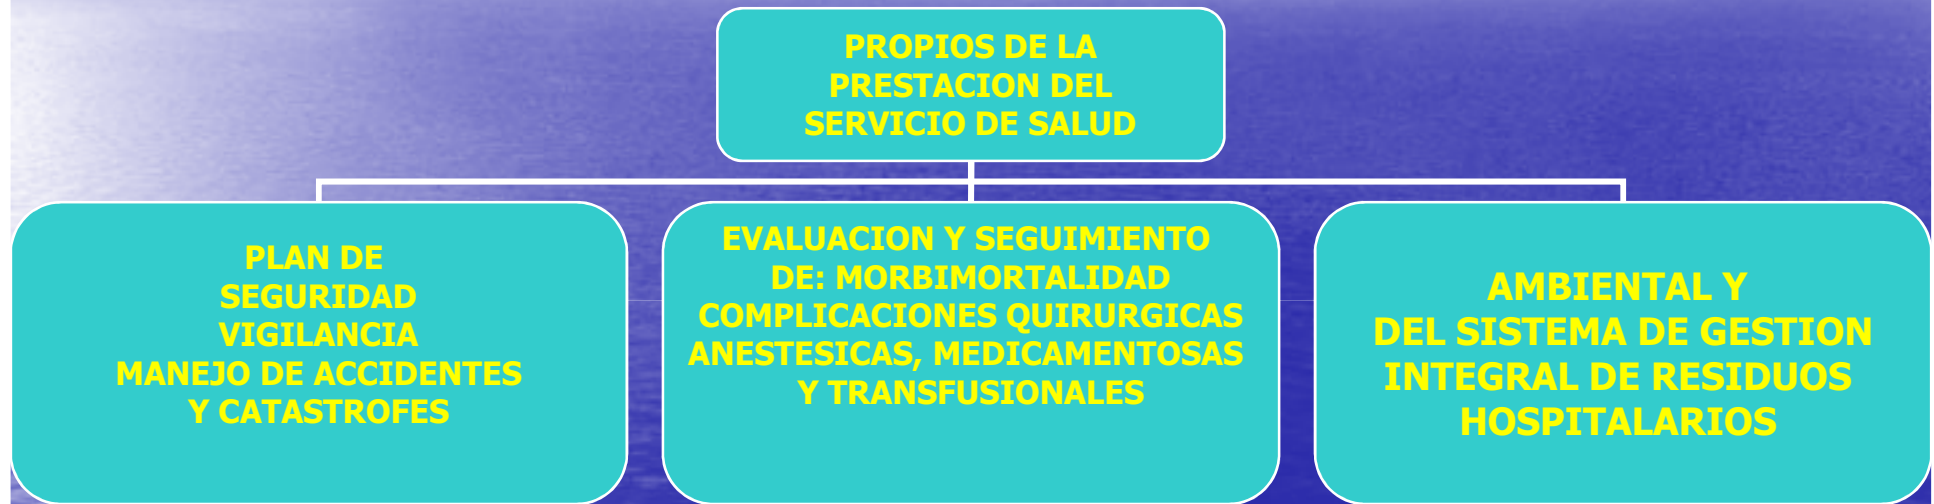 PROPIOS DE LA
PRESTACION DEL
SERVICIO DE SALUD
PLAN DE
SEGURIDAD
VIGILANCIA
MANEJO DE ACCIDENTES
Y CATASTROFES
EVALUACION Y SEGUIMIENTO
DE: MORBIMORTALIDAD
COMPLICACIONES QUIRURGICAS
ANESTESICAS, MEDICAMENTOSAS
Y TRANSFUSIONALES
AMBIENTAL Y
DEL SISTEMA DE GESTION
INTEGRAL DE RESIDUOS
HOSPITALARIOS